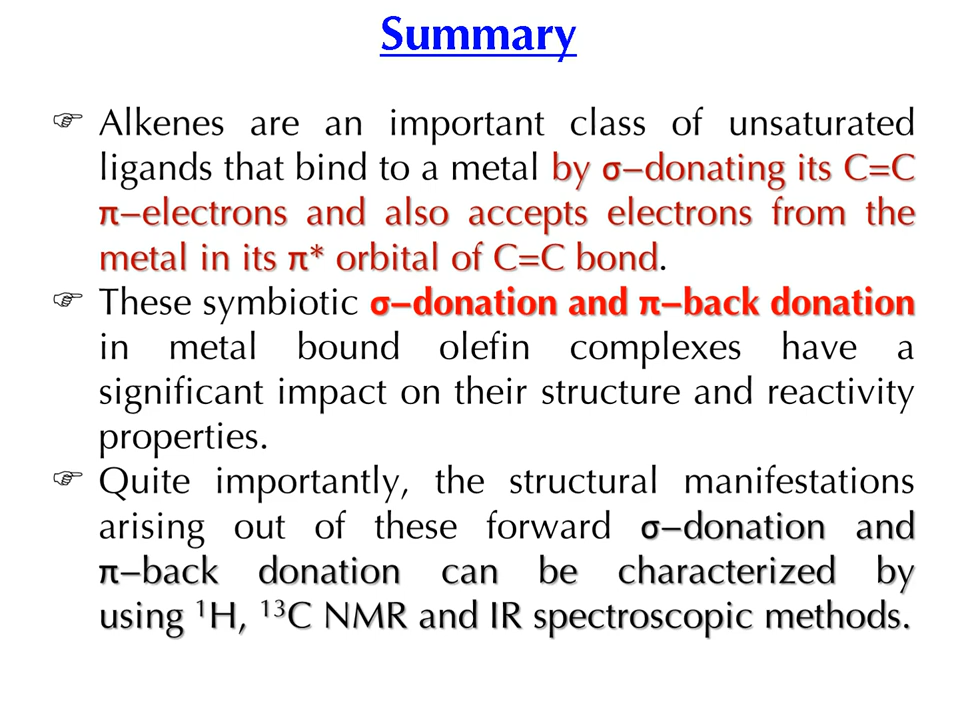 Summary
☞ Alkenes are an important class of unsaturated
ligands that bind to a metal by σ–donating its C=C
π–electrons and also accepts electrons from the
metal in its π* orbital of C=C bond.
☞ These symbiotic σ–donation and π–back donation
in metal bound olefin complexes have a
significant impact on their structure and reactivity
properties.
☞ Quite importantly, the structural manifestations
arising out of these forward σ–donation and
π–back donation can be characterized by
using ¹H, ¹³C NMR and IR spectroscopic methods.